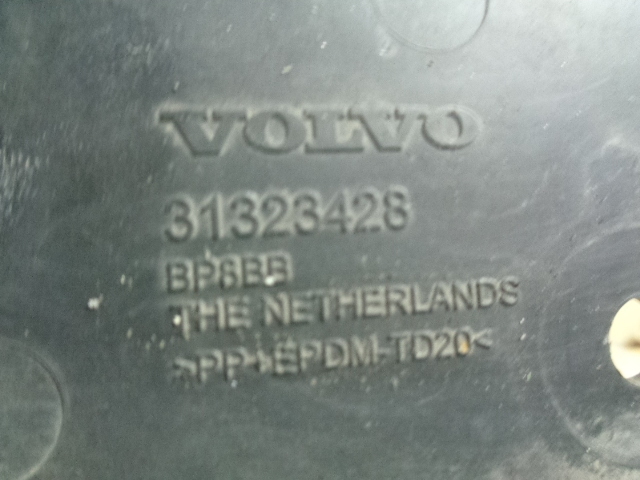 VOLVO
31323428
BP8BB
THE NETHERLANDS
>PP+EPDM-TD20<